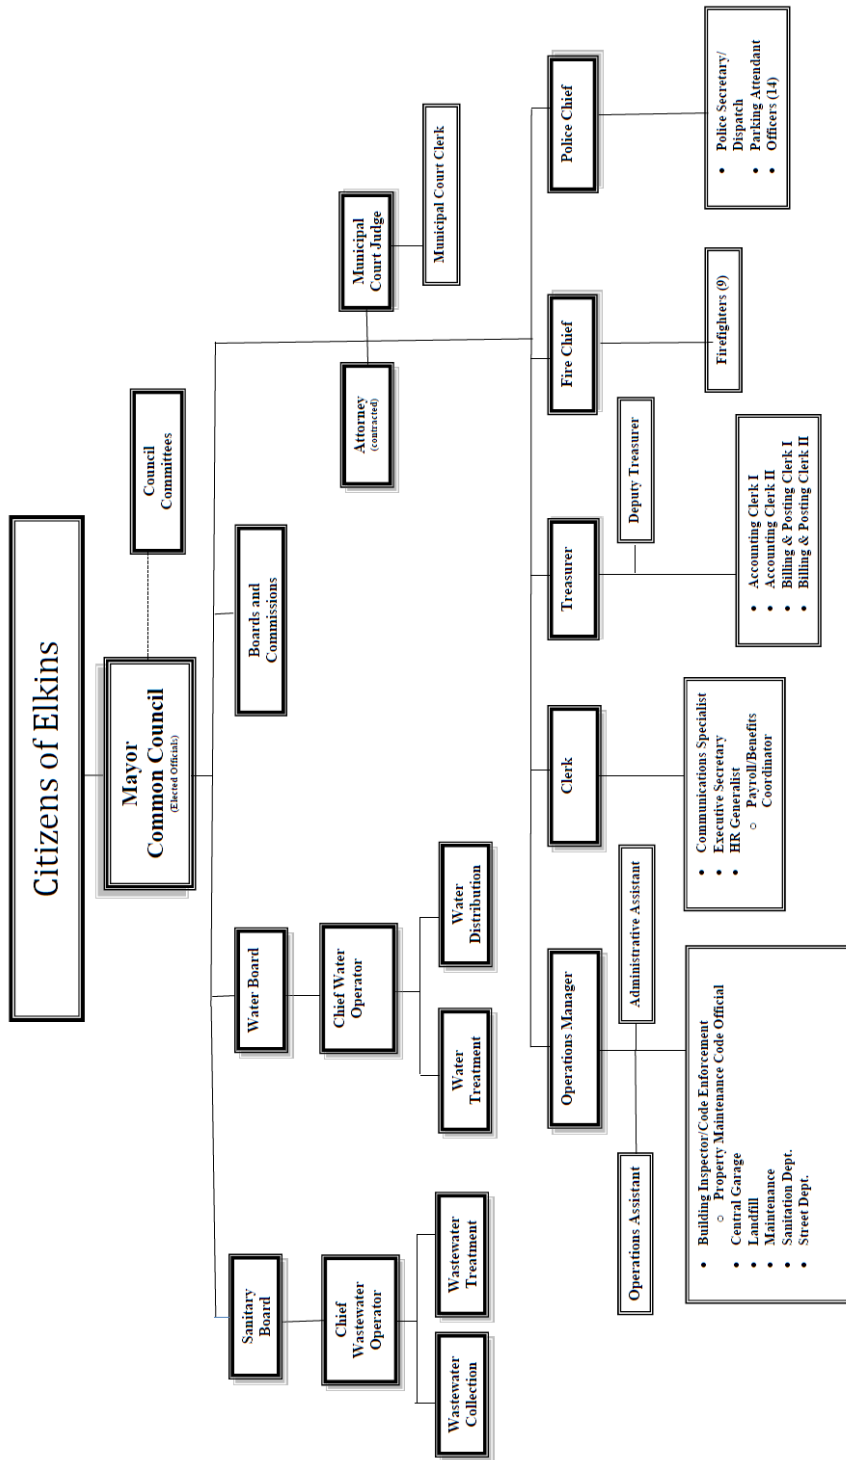 Citizens of Elkins
Mayor
Common Council
(Elected Officials)
Council
Committees
Sanitary
Board
Water Board
Boards and
Commissions
Chief
Wastewater
Operator
Chief Water
Operator
Attorney
(contracted)
Municipal
Court Judge
Municipal Court Clerk
Wastewater
Collection
Wastewater
Treatment
Water
Treatment
Water
Distribution
Operations Manager
Clerk
Treasurer
Fire Chief
Police Chief
Operations Assistant
Administrative Assistant
Deputy Treasurer
• Building Inspector/Code Enforcement
○ Property Maintenance Code Official
• Central Garage
• Landfill
• Maintenance
• Sanitation Dept.
• Street Dept.
• Communications Specialist
• Executive Secretary
• HR Generalist
○ Payroll/Benefits
Coordinator
• Accounting Clerk I
• Accounting Clerk II
• Billing & Posting Clerk I
• Billing & Posting Clerk II
Firefighters (9)
• Police Secretary/
Dispatch
• Parking Attendant
• Officers (14)